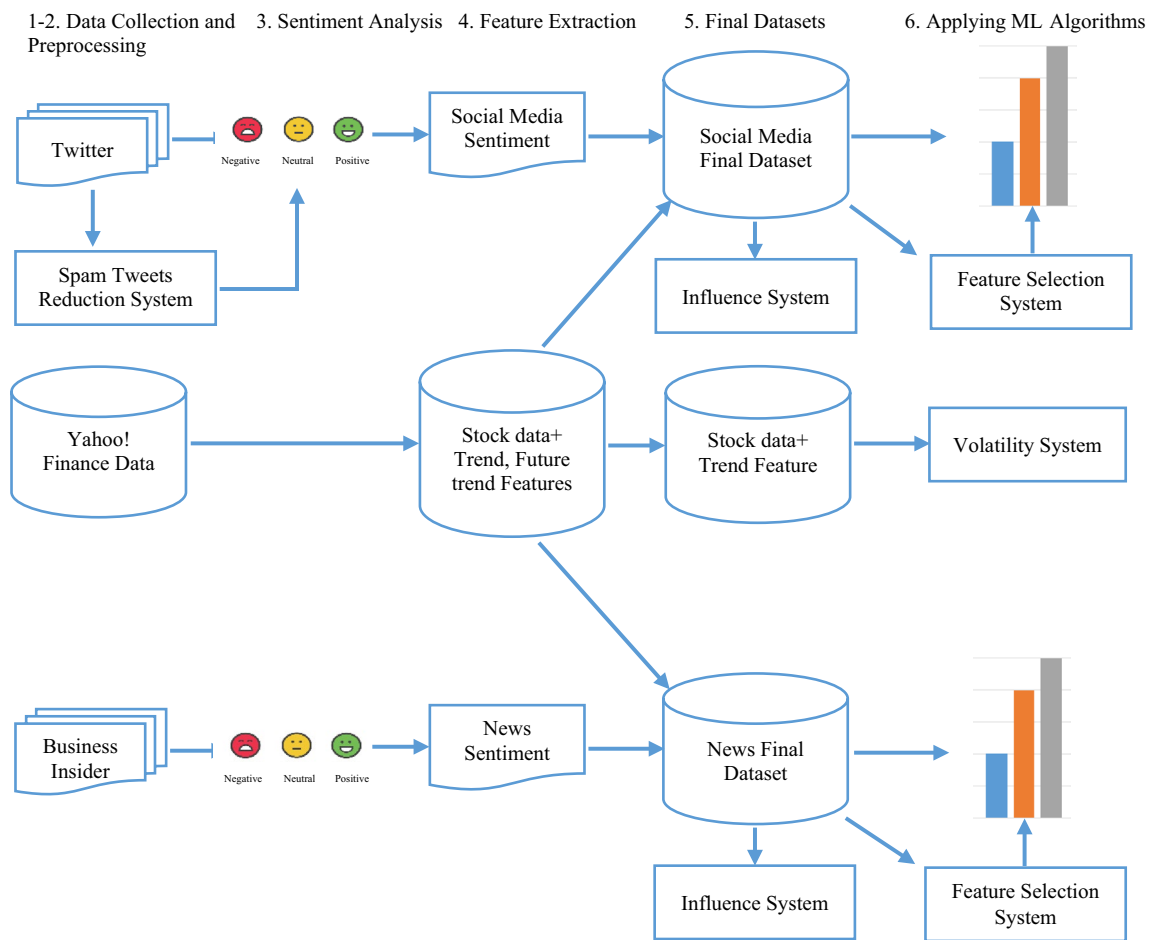 1-2. Data Collection and
Preprocessing
3. Sentiment Analysis
4. Feature Extraction
5. Final Datasets
6. Applying ML Algorithms
Twitter
Negative
Neutral
Positive
Social Media
Sentiment
Social Media
Final Dataset
Spam Tweets
Reduction System
Influence System
Feature Selection
System
Yahoo!
Finance Data
Stock data+
Trend, Future
trend Features
Stock data+
Trend Feature
Volatility System
Business
Insider
Negative
Neutral
Positive
News
Sentiment
News Final
Dataset
Influence System
Feature Selection
System